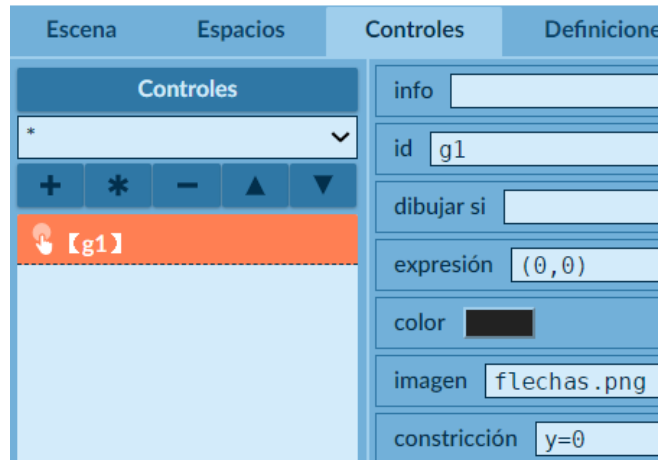 Escena Espacios Controles Definicione
Controles
*
+ * − ▲ ▼
【g1】
info
id g1
dibujar si
expresión (0,0)
color
imagen flechas.png
constricción y=0